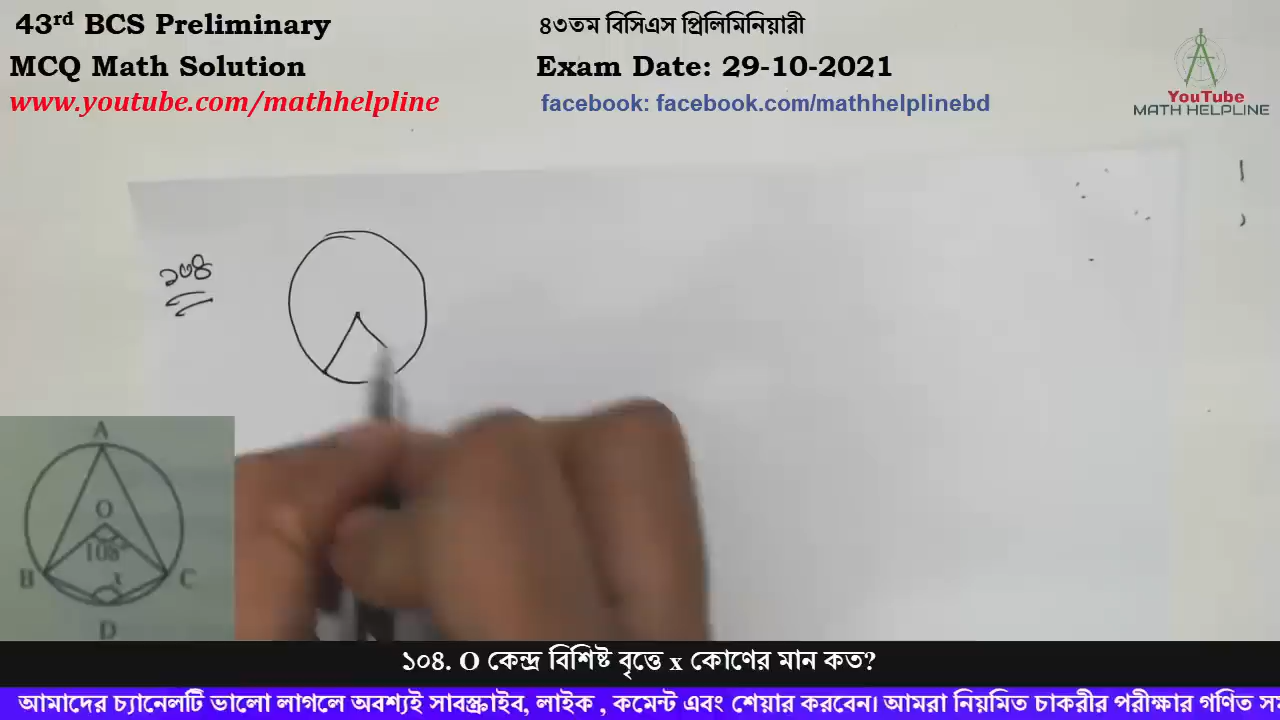 43rd BCS Preliminary
৪৩তম বিসিএস প্রিলিমিনিয়ারী
MCQ Math Solution
Exam Date: 29-10-2021
www.youtube.com/mathhelpline
facebook: facebook.com/mathhelplinebd
YouTube
MATH HELPLINE
১০৪
A
O
108°
B
x
C
D
১০৪. O কেন্দ্র বিশিষ্ট বৃত্তে x কোণের মান কত?
আমাদের চ্যানেলটি ভালো লাগলে অবশ্যই সাবস্ক্রাইব, লাইক , কমেন্ট এবং শেয়ার করবেন। আমরা নিয়মিত চাকরীর পরীক্ষার গণিত